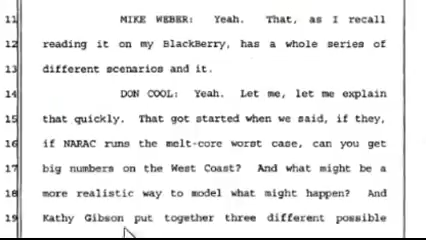 11 MIKE WEBER: Yeah. That, as I recall
12 reading it on my BlackBerry, has a whole series of
13 different scenarios and it.
14 DON COOL: Yeah. Let me, let me explain
15 that quickly. That got started when we said, if they,
16 if NARAC runs the melt-core worst case, can you get
17 big numbers on the West Coast? And what might be a
18 more realistic way to model what might happen? And
19 Kathy Gibson put together three different possible